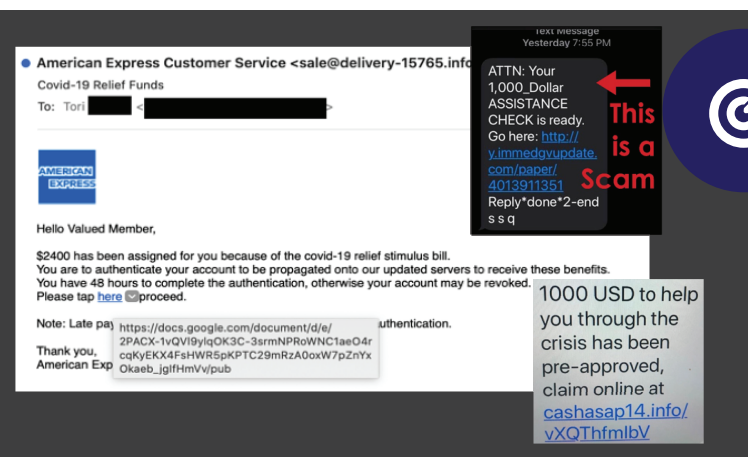 American Express Customer Service <sale@delivery-15765.info
Covid-19 Relief Funds
To: Tori < >
AMERICAN
EXPRESS
Hello Valued Member,
$2400 has been assigned for you because of the covid-19 relief stimulus bill.
You are to authenticate your account to be propagated onto our updated servers to receive these benefits.
You have 48 hours to complete the authentication, otherwise your account may be revoked.
Please tap here proceed.
Note: Late pay uthentication.
https://docs.google.com/document/d/e/
2PACX-1vQVl9ylqOK3C-3srmNPRoWNC1aeO4r
cqKyEKX4FsHWR5pKPTC29mRzA0oxW7pZnYx
Okaeb_jglfHmVv/pub
Thank you,
American Exp
Text Message
Yesterday 7:55 PM
ATTN: Your
1,000_Dollar
ASSISTANCE
CHECK is ready.
Go here: http://
y.immedgvupdate.
com/paper/
4013911351
Reply*done*2-end
s s q
This
is a
Scam
1000 USD to help
you through the
crisis has been
pre-approved,
claim online at
cashasap14.info/
vXQThfmlbV